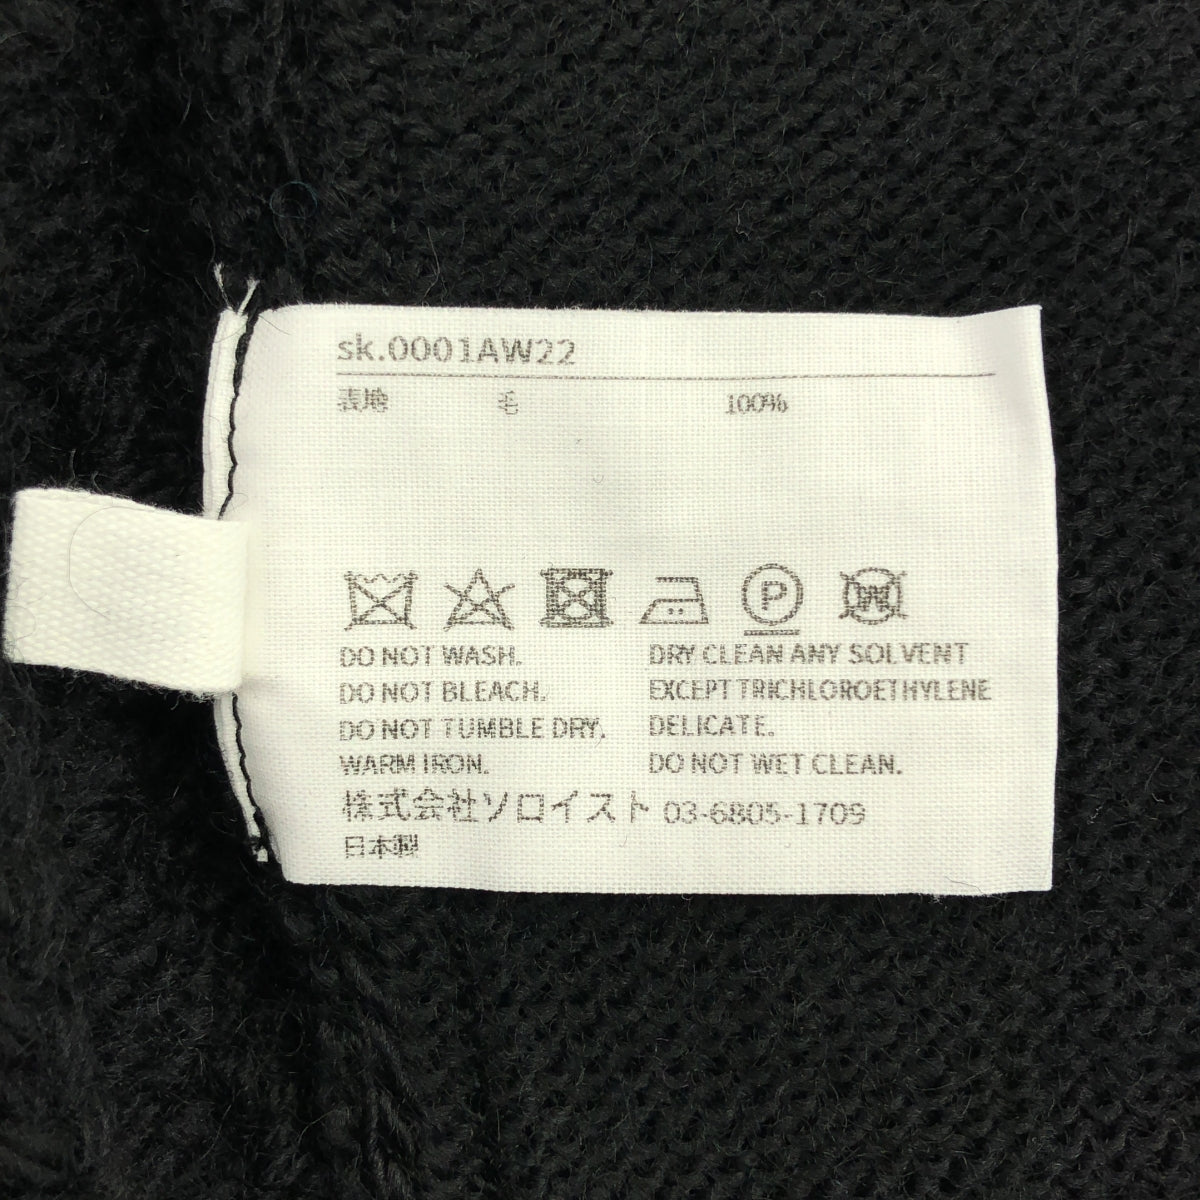 sk.0001AW22
表地 毛 100%
P W
DO NOT WASH.
DO NOT BLEACH.
DO NOT TUMBLE DRY.
WARM IRON.
DRY CLEAN ANY SOLVENT
EXCEPT TRICHLOROETHYLENE
DELICATE.
DO NOT WET CLEAN.
株式会社ソロイスト 03-6805-1709
日本製